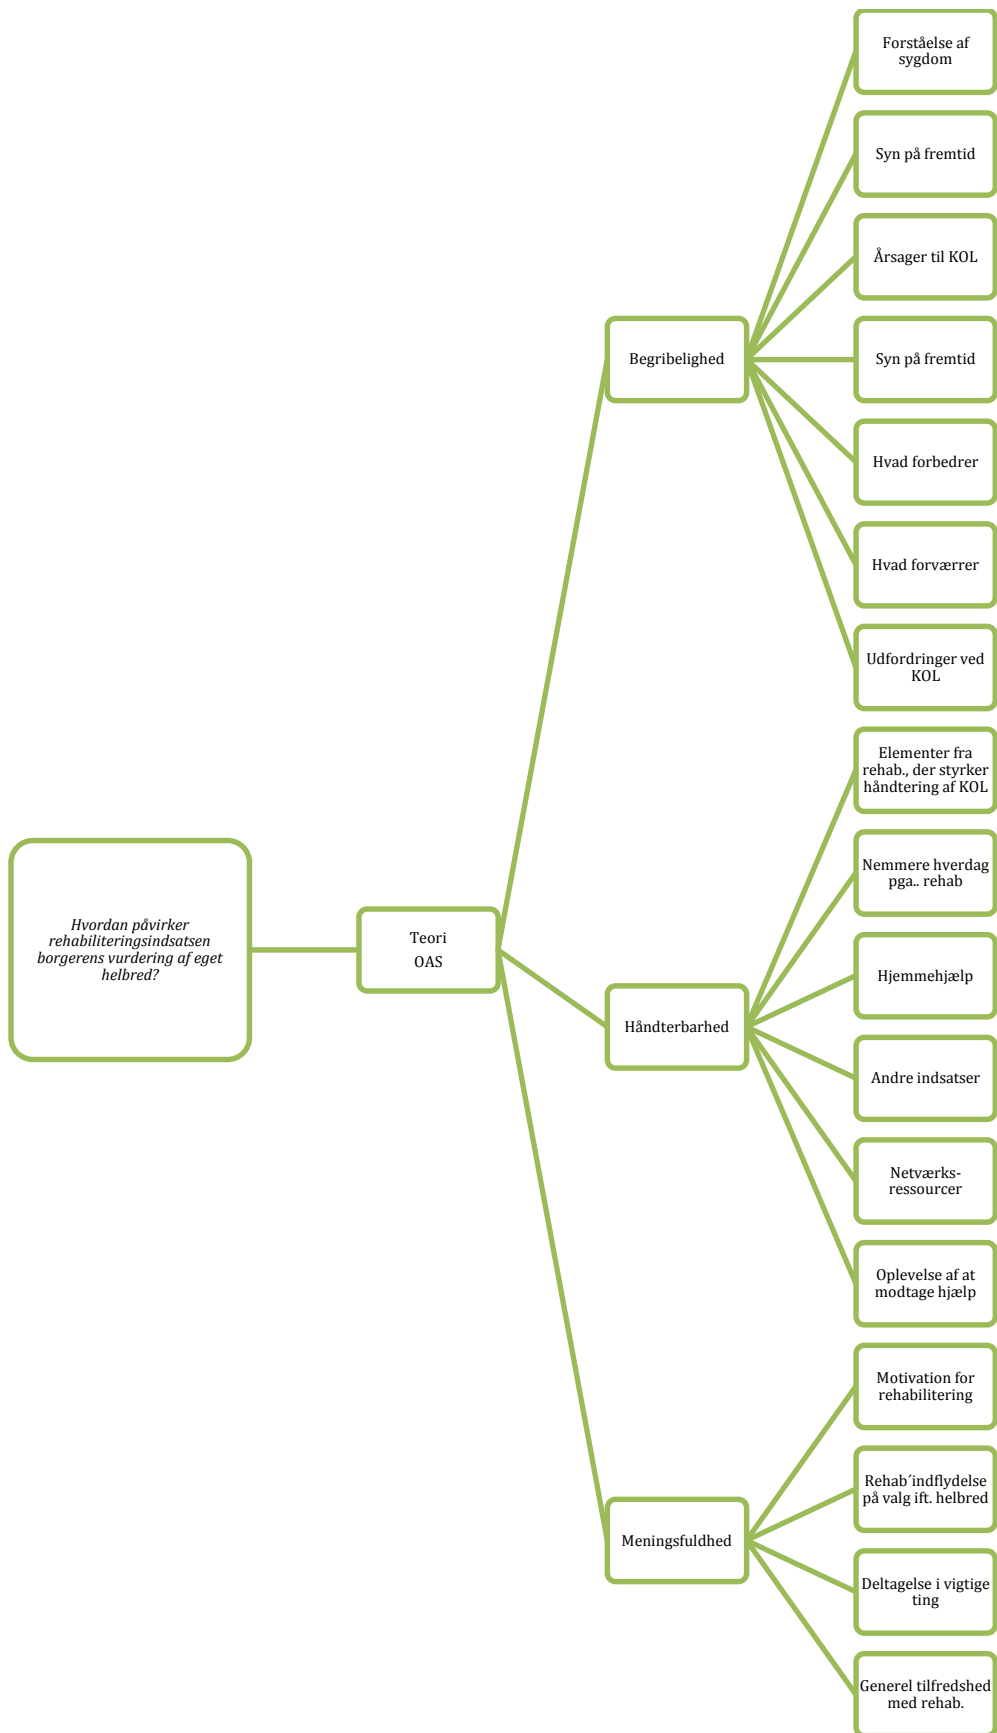 Hvordan påvirker
rehabiliteringsindsatsen
borgerens vurdering af eget
helbred?
Teori
OAS
Begribelighed
Forståelse af
sygdom
Syn på fremtid
Årsager til KOL
Syn på fremtid
Hvad forbedrer
Hvad forværrer
Udfordringer ved
KOL
Håndterbarhed
Elementer fra
rehab., der styrker
håndtering af KOL
Nemmere hverdag
pga.. rehab
Hjemmehjælp
Andre indsatser
Netværks-
ressourcer
Oplevelse af at
modtage hjælp
Meningsfuldhed
Motivation for
rehabilitering
Rehab´indflydelse
på valg ift. helbred
Deltagelse i vigtige
ting
Generel tilfredshed
med rehab.